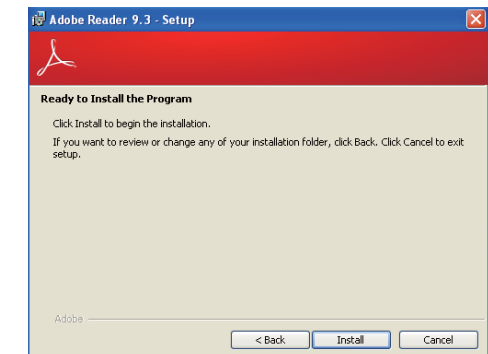 Adobe Reader 9.3 - Setup
Ready to Install the Program
Click Install to begin the installation.
If you want to review or change any of your installation folder, click Back. Click Cancel to exit
setup.
Adobe
< Back Install Cancel